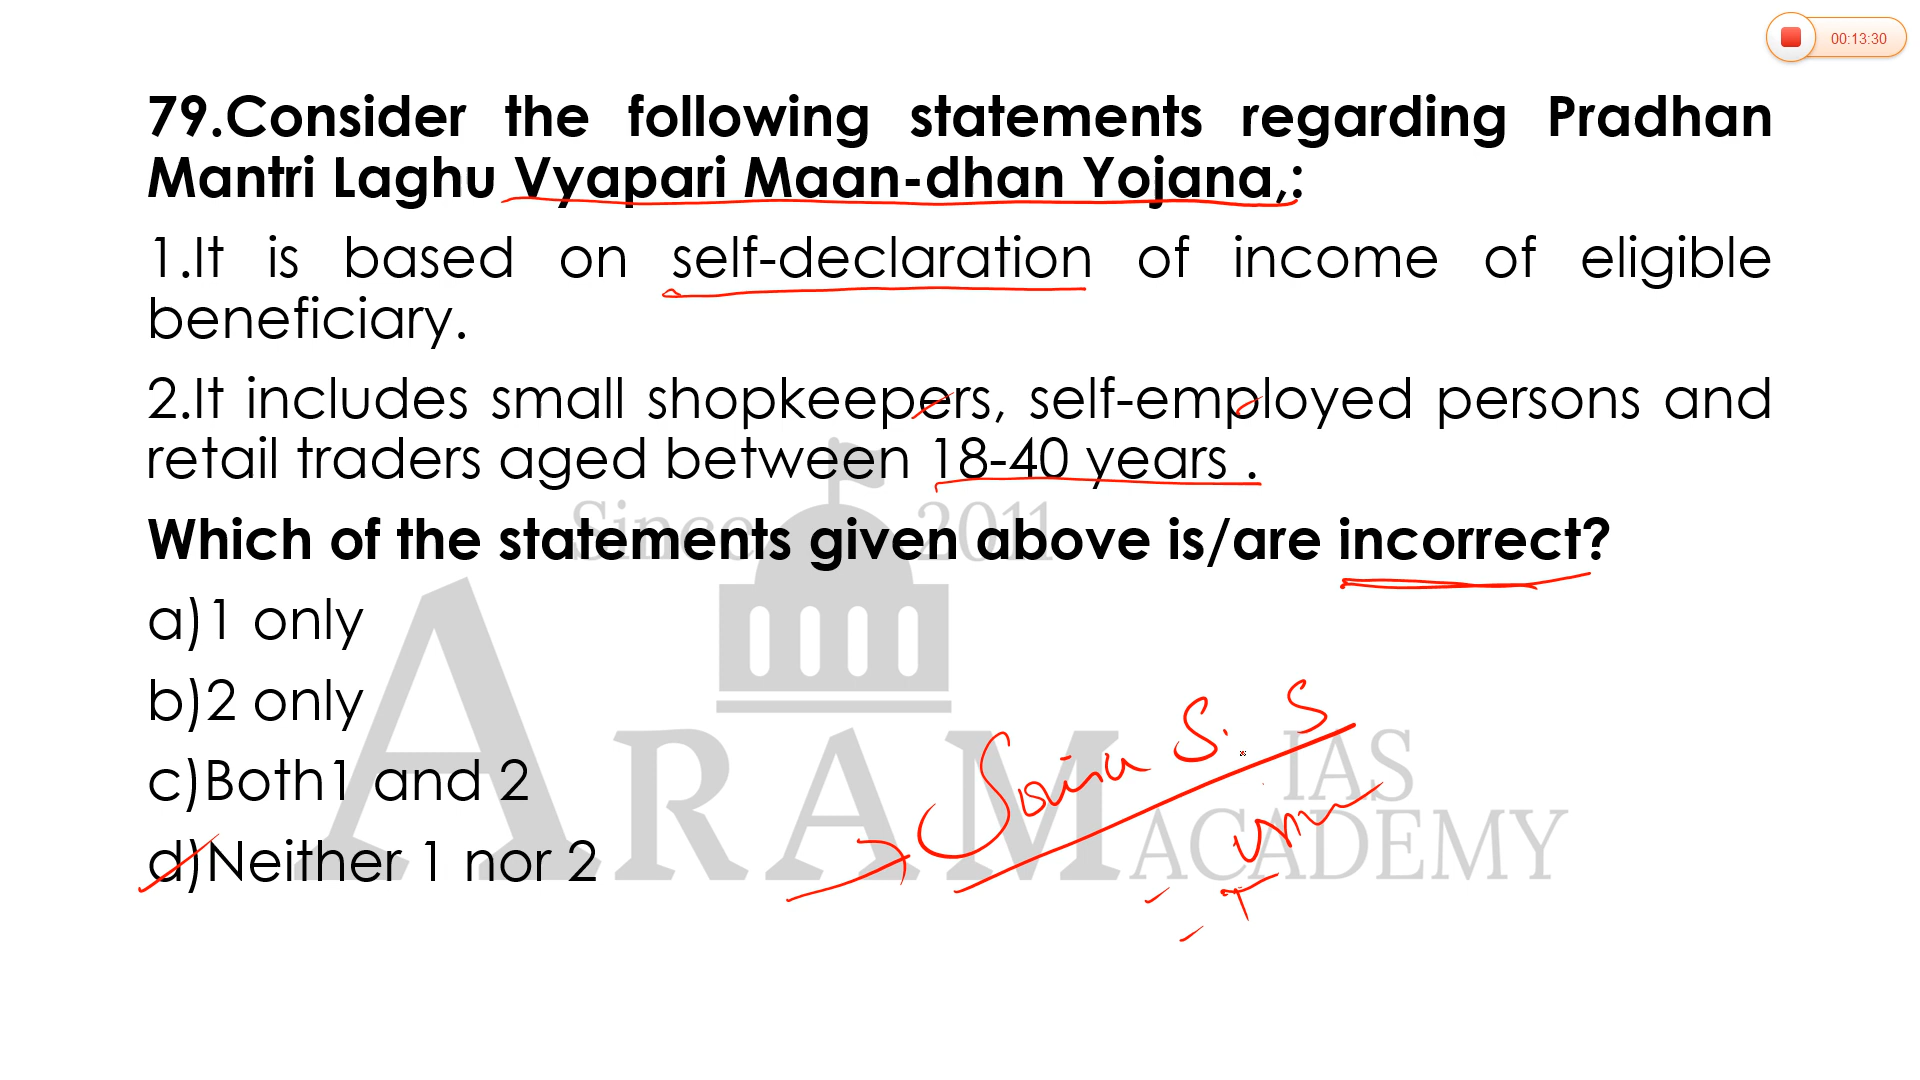 00:13:30
79.Consider the following statements regarding Pradhan
Mantri Laghu Vyapari Maan-dhan Yojana,:
1.It is based on self-declaration of income of eligible
beneficiary.
2.It includes small shopkeepers, self-employed persons and
retail traders aged between 18-40 years .
Since 2011
Which of the statements given above is/are incorrect?
a)1 only
b)2 only
c)Both1 and 2
d)Neither 1 nor 2
S. S
ARAM IAS
ACADEMY